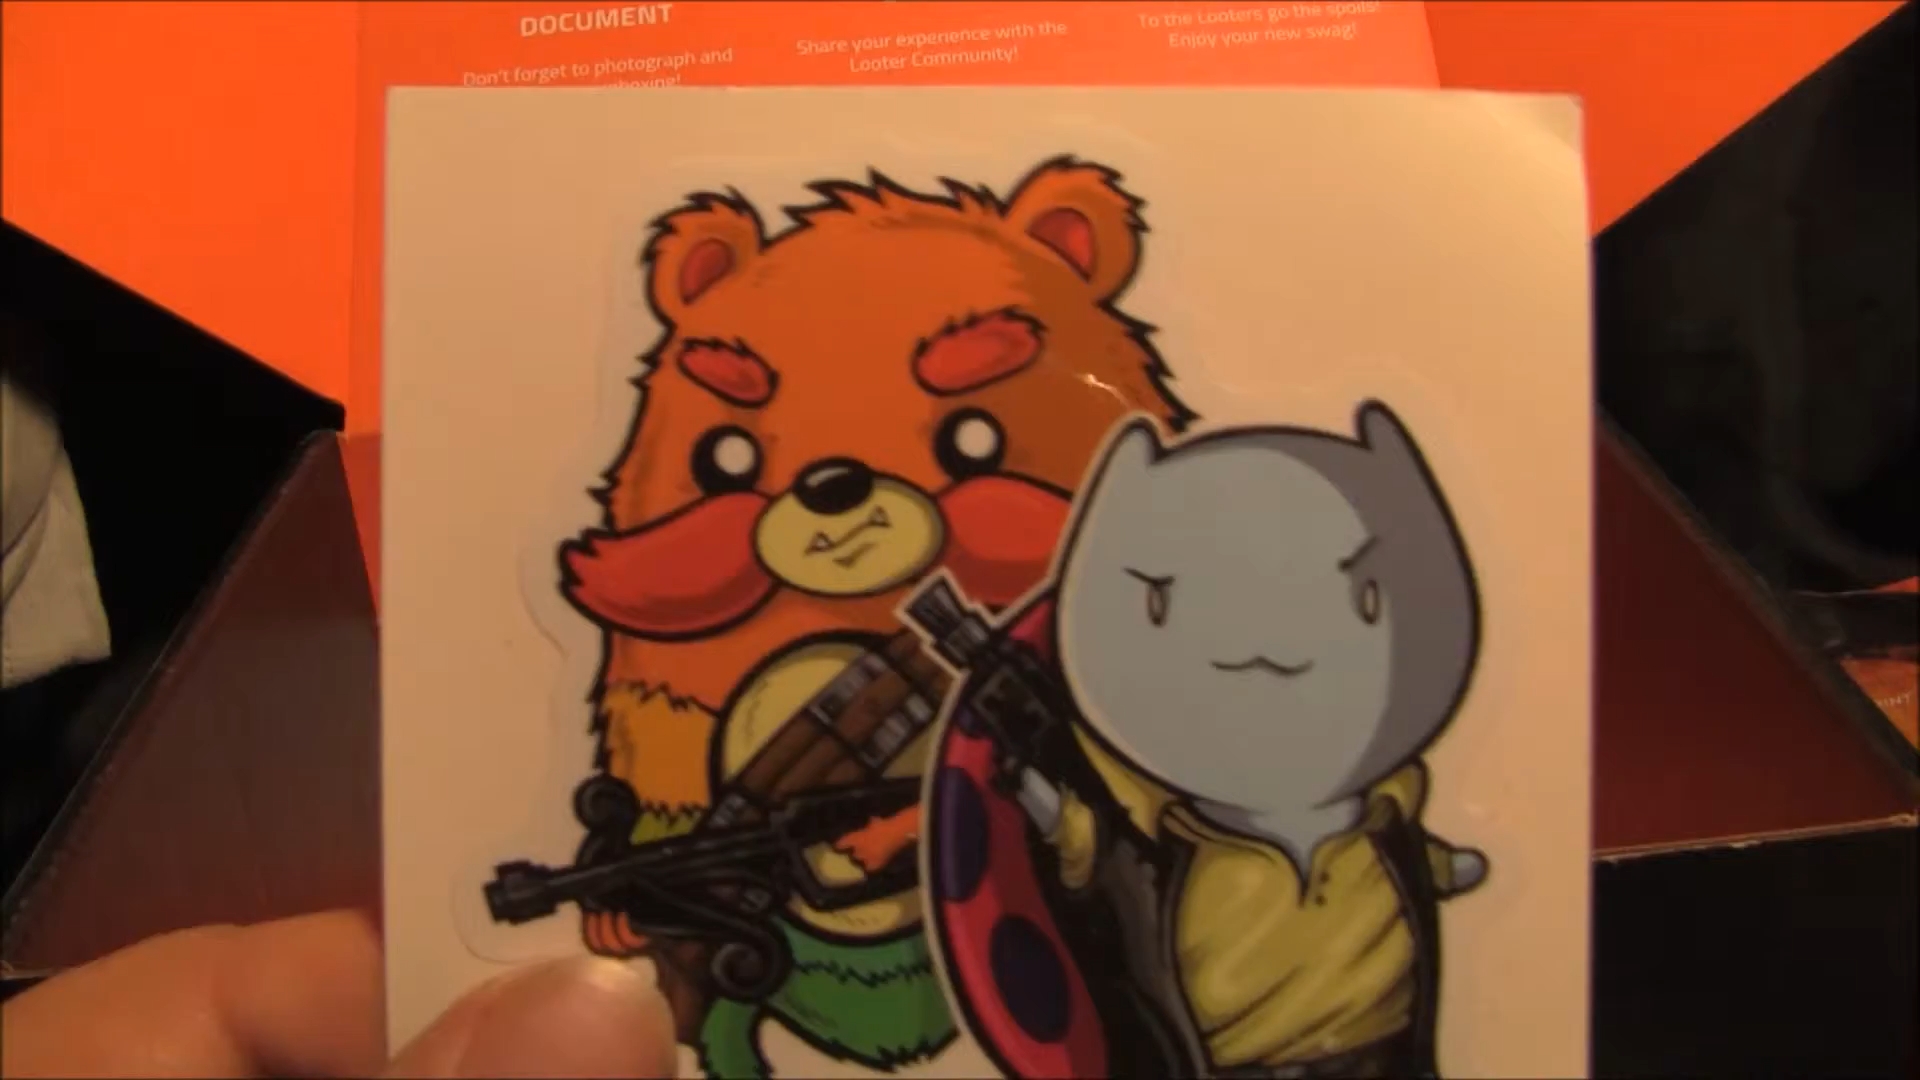 DOCUMENT
Don't forget to photograph and
unboxing!
Share your experience with the
Looter Community!
To the Looters go the spoils!
Enjoy your new swag!